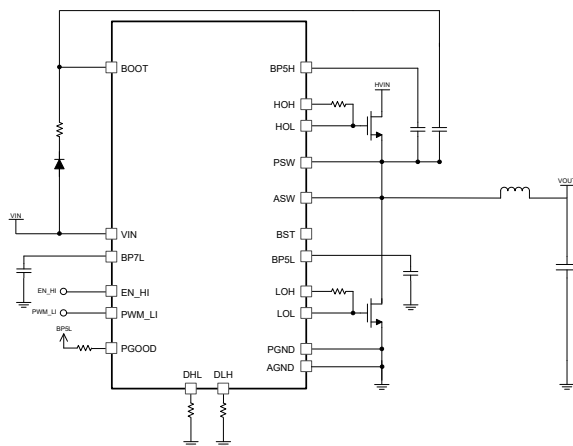 BOOT
BP5H
HVIN
HOH
HOL
PSW
VOUT
ASW
VIN
VIN
BST
BP7L
BP5L
EN_HI
EN_HI
LOH
PWM_LI
PWM_LI
LOL
BP5L
PGOOD
PGND
AGND
DHL
DLH